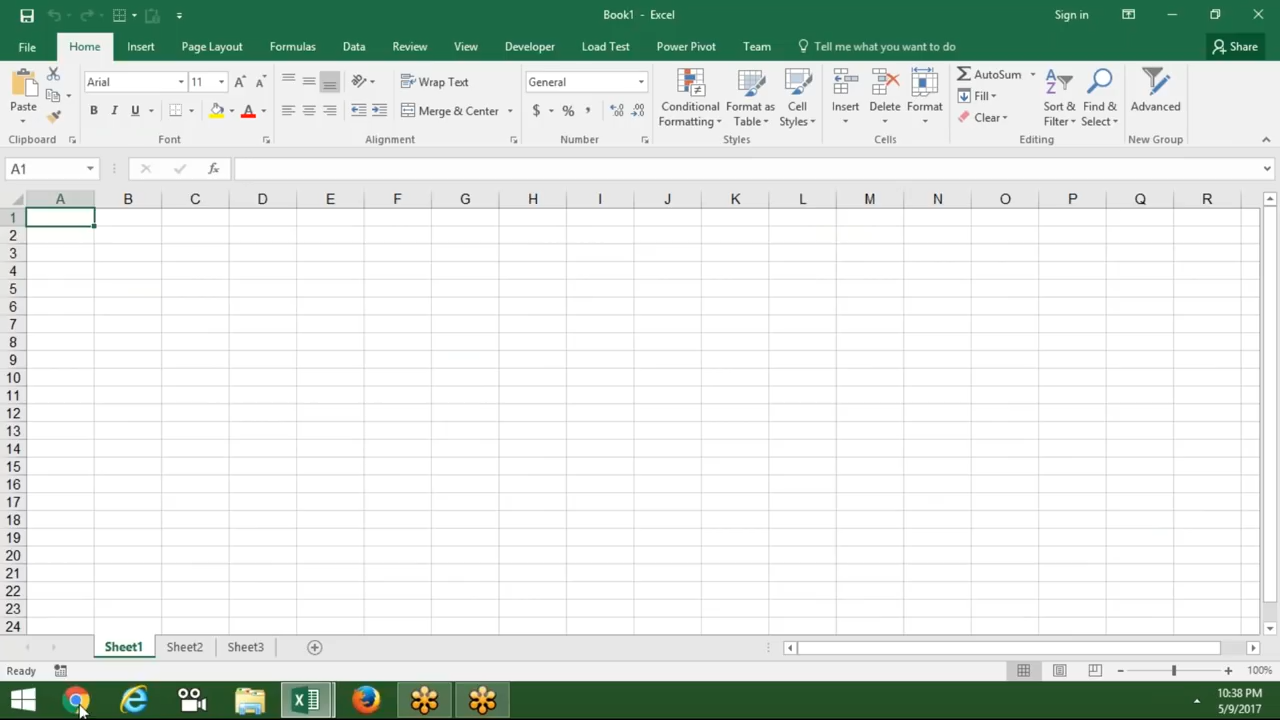 Book1 - Excel
Sign in
File
Home
Insert
Page Layout
Formulas
Data
Review
View
Developer
Load Test
Power Pivot
Team
Tell me what you want to do
Share
Paste
Arial
11
B I U
A
Wrap Text
Merge & Center
General
$ % ,
Conditional
Formatting
Format as
Table
Cell
Styles
Insert
Delete
Format
AutoSum
Fill
Clear
Sort &
Filter
Find &
Select
Advanced
Clipboard
Font
Alignment
Number
Styles
Cells
Editing
New Group
A1
fx
A B C D E F G H I J K L M N O P Q R
1
2
3
4
5
6
7
8
9
10
11
12
13
14
15
16
17
18
19
20
21
22
23
24
Sheet1
Sheet2
Sheet3
Ready
100%
10:38 PM
5/9/2017